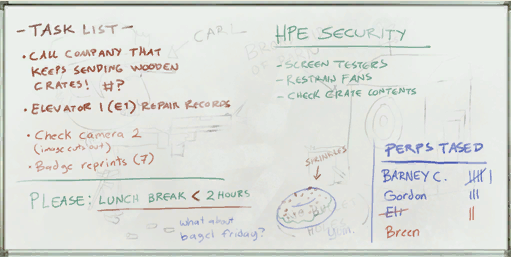 - TASK LIST -
• CALL COMPANY THAT
KEEPS SENDING WOODEN
CRATES! #?
• ELEVATOR 1 (E1) REPAIR RECORDS
• Check camera 2
(image cuts out)
• Badge reprints (7)
PLEASE: LUNCH BREAK < 2 HOURS
what about
bagel friday?
CARL
HPE SECURITY
- SCREEN TESTERS
- RESTRAIN FANS
- CHECK CRATE CONTENTS
SPRINKLES
PERPS TASED
BARNEY C.
Gordon
Eli
Breen